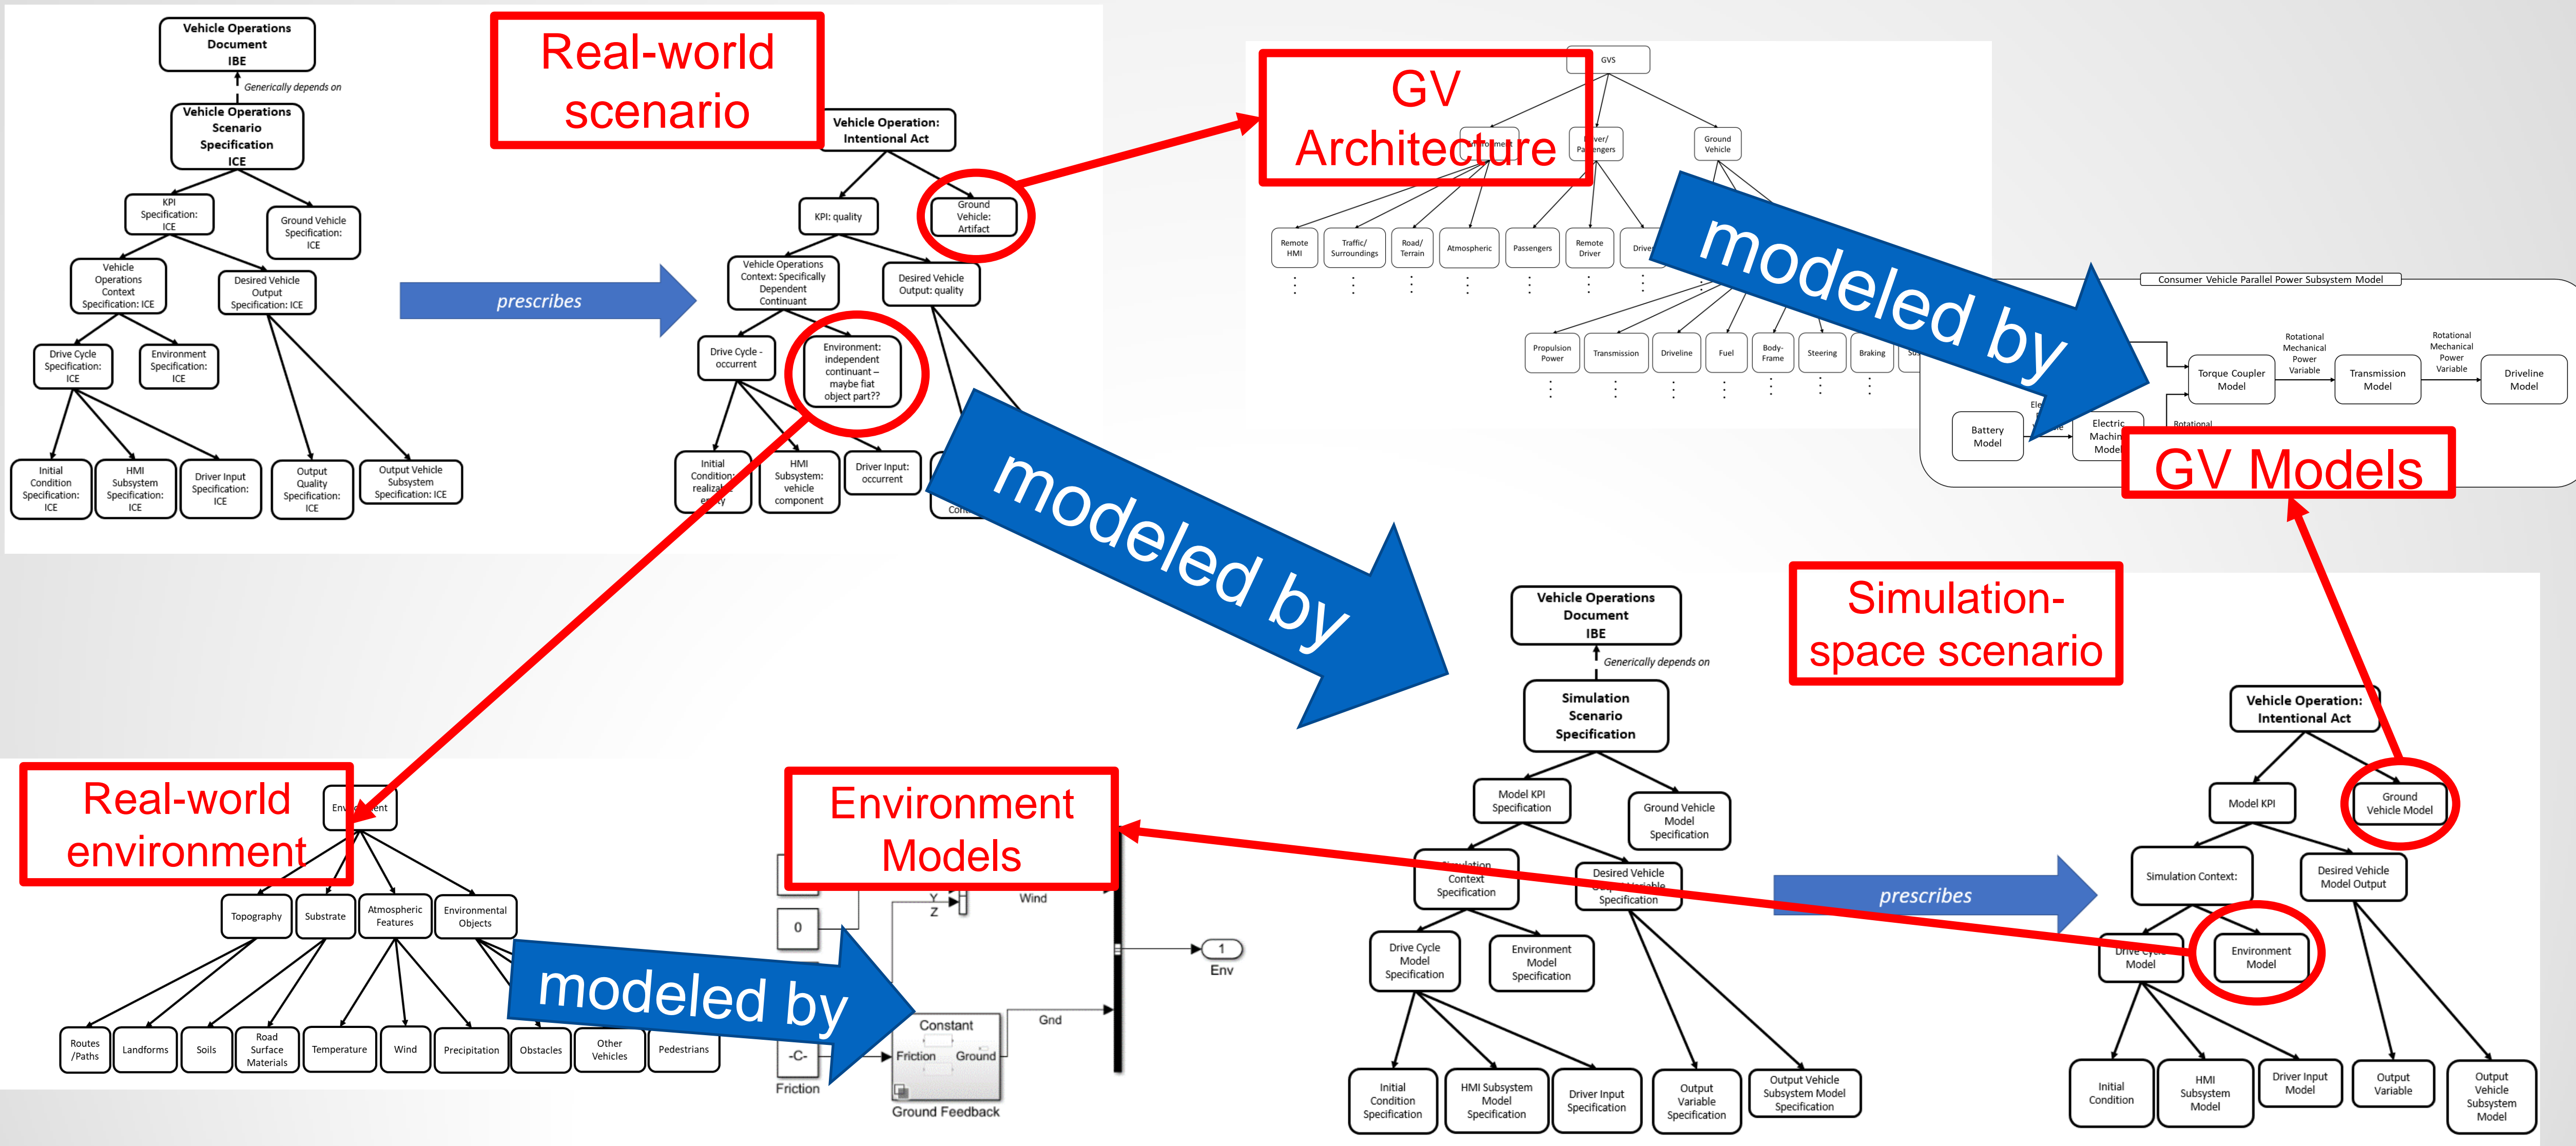 Vehicle Operations
Document
IBE
Generically depends on
Vehicle Operations
Scenario
Specification
ICE
KPI
Specification:
ICE
Ground Vehicle
Specification:
ICE
Vehicle
Operations
Context
Specification: ICE
Desired Vehicle
Output
Specification: ICE
Drive Cycle
Specification:
ICE
Environment
Specification:
ICE
Initial
Condition
Specification:
ICE
HMI
Subsystem
Specification:
ICE
Driver Input
Specification:
ICE
Output
Quality
Specification:
ICE
Output Vehicle
Subsystem
Specification: ICE
prescribes
Real-world
scenario
Vehicle Operation:
Intentional Act
KPI: quality
Ground
Vehicle:
Artifact
Vehicle Operations
Context: Specifically
Dependent
Continuant
Desired Vehicle
Output: quality
Drive Cycle -
occurrent
Environment:
independent
continuant –
maybe fiat
object part??
Initial
Condition:
HMI
Subsystem:
vehicle
component
Driver Input:
occurrent
modeled by
GV
Architecture
GVS
Ground
Vehicle
Remote
HMI
Traffic/
Surroundings
Road/
Terrain
Atmospheric
Passengers
Remote
Driver
Propulsion
Power
Transmission
Driveline
Fuel
Body-
Frame
Steering
Braking
modeled by
Consumer Vehicle Parallel Power Subsystem Model
Torque Coupler
Model
Rotational
Mechanical
Power
Variable
Transmission
Model
Rotational
Mechanical
Power
Variable
Driveline
Model
Battery
Model
Electric
Rotational
GV Models
Real-world
environment
Topography
Substrate
Atmospheric
Features
Environmental
Objects
Routes
/Paths
Landforms
Soils
Road
Surface
Materials
Temperature
Wind
Precipitation
Obstacles
Other
Vehicles
Pedestrians
modeled by
Environment
Models
Y
Z
Wind
0
1
Env
Gnd
Constant
-C-
Friction
Ground
Friction
Ground Feedback
Simulation-
space scenario
Vehicle Operations
Document
IBE
Generically depends on
Simulation
Scenario
Specification
Model KPI
Specification
Ground Vehicle
Model
Specification
Simulation
Context
Specification
Desired Vehicle
Output Variable
Specification
Drive Cycle
Model
Specification
Environment
Model
Specification
Initial
Condition
Specification
HMI Subsystem
Model
Specification
Driver Input
Specification
Output
Variable
Specification
Output Vehicle
Subsystem Model
Specification
prescribes
Vehicle Operation:
Intentional Act
Model KPI
Ground
Vehicle Model
Simulation Context:
Desired Vehicle
Model Output
Drive Cycle
Model
Environment
Model
Initial
Condition
HMI
Subsystem
Model
Driver Input
Model
Output
Variable
Output
Vehicle
Subsystem
Model